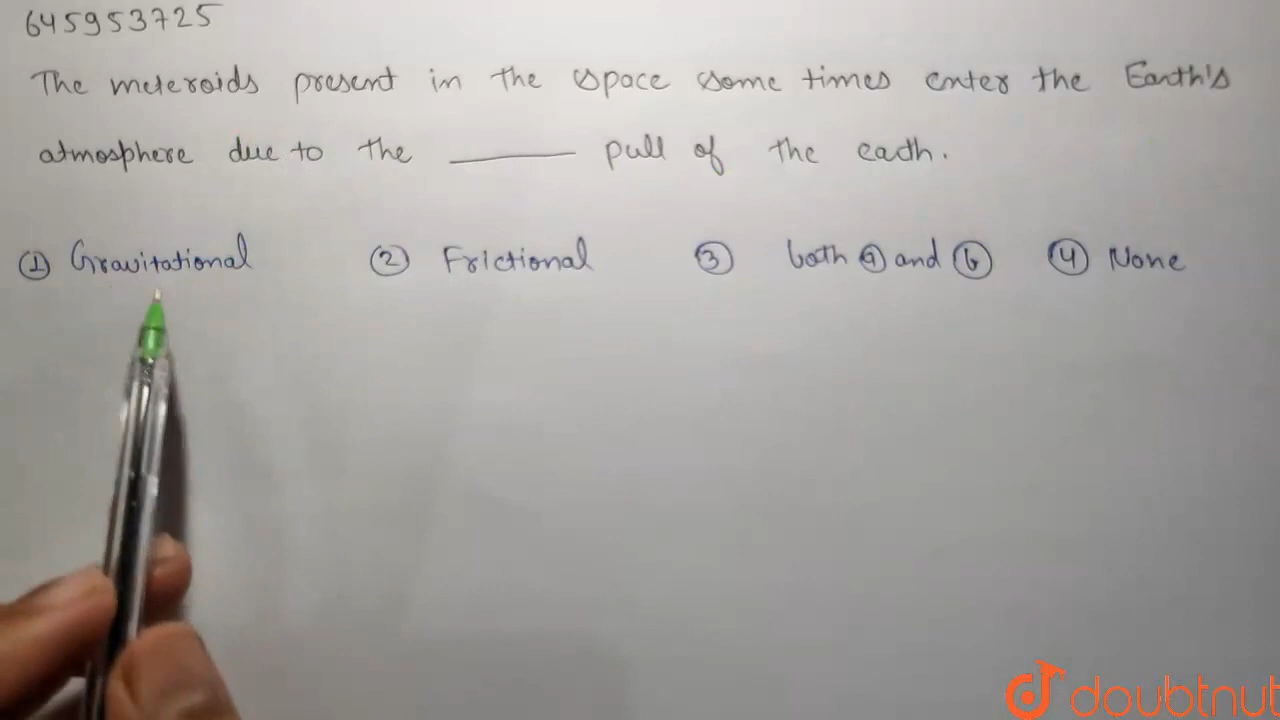 645953725
The meteroids present in the space some times enter the Earth's
atmosphere due to the ______ pull of the earth.
① Gravitational ② Frictional ③ both ⓐ and ⓑ ④ None
doubtnut